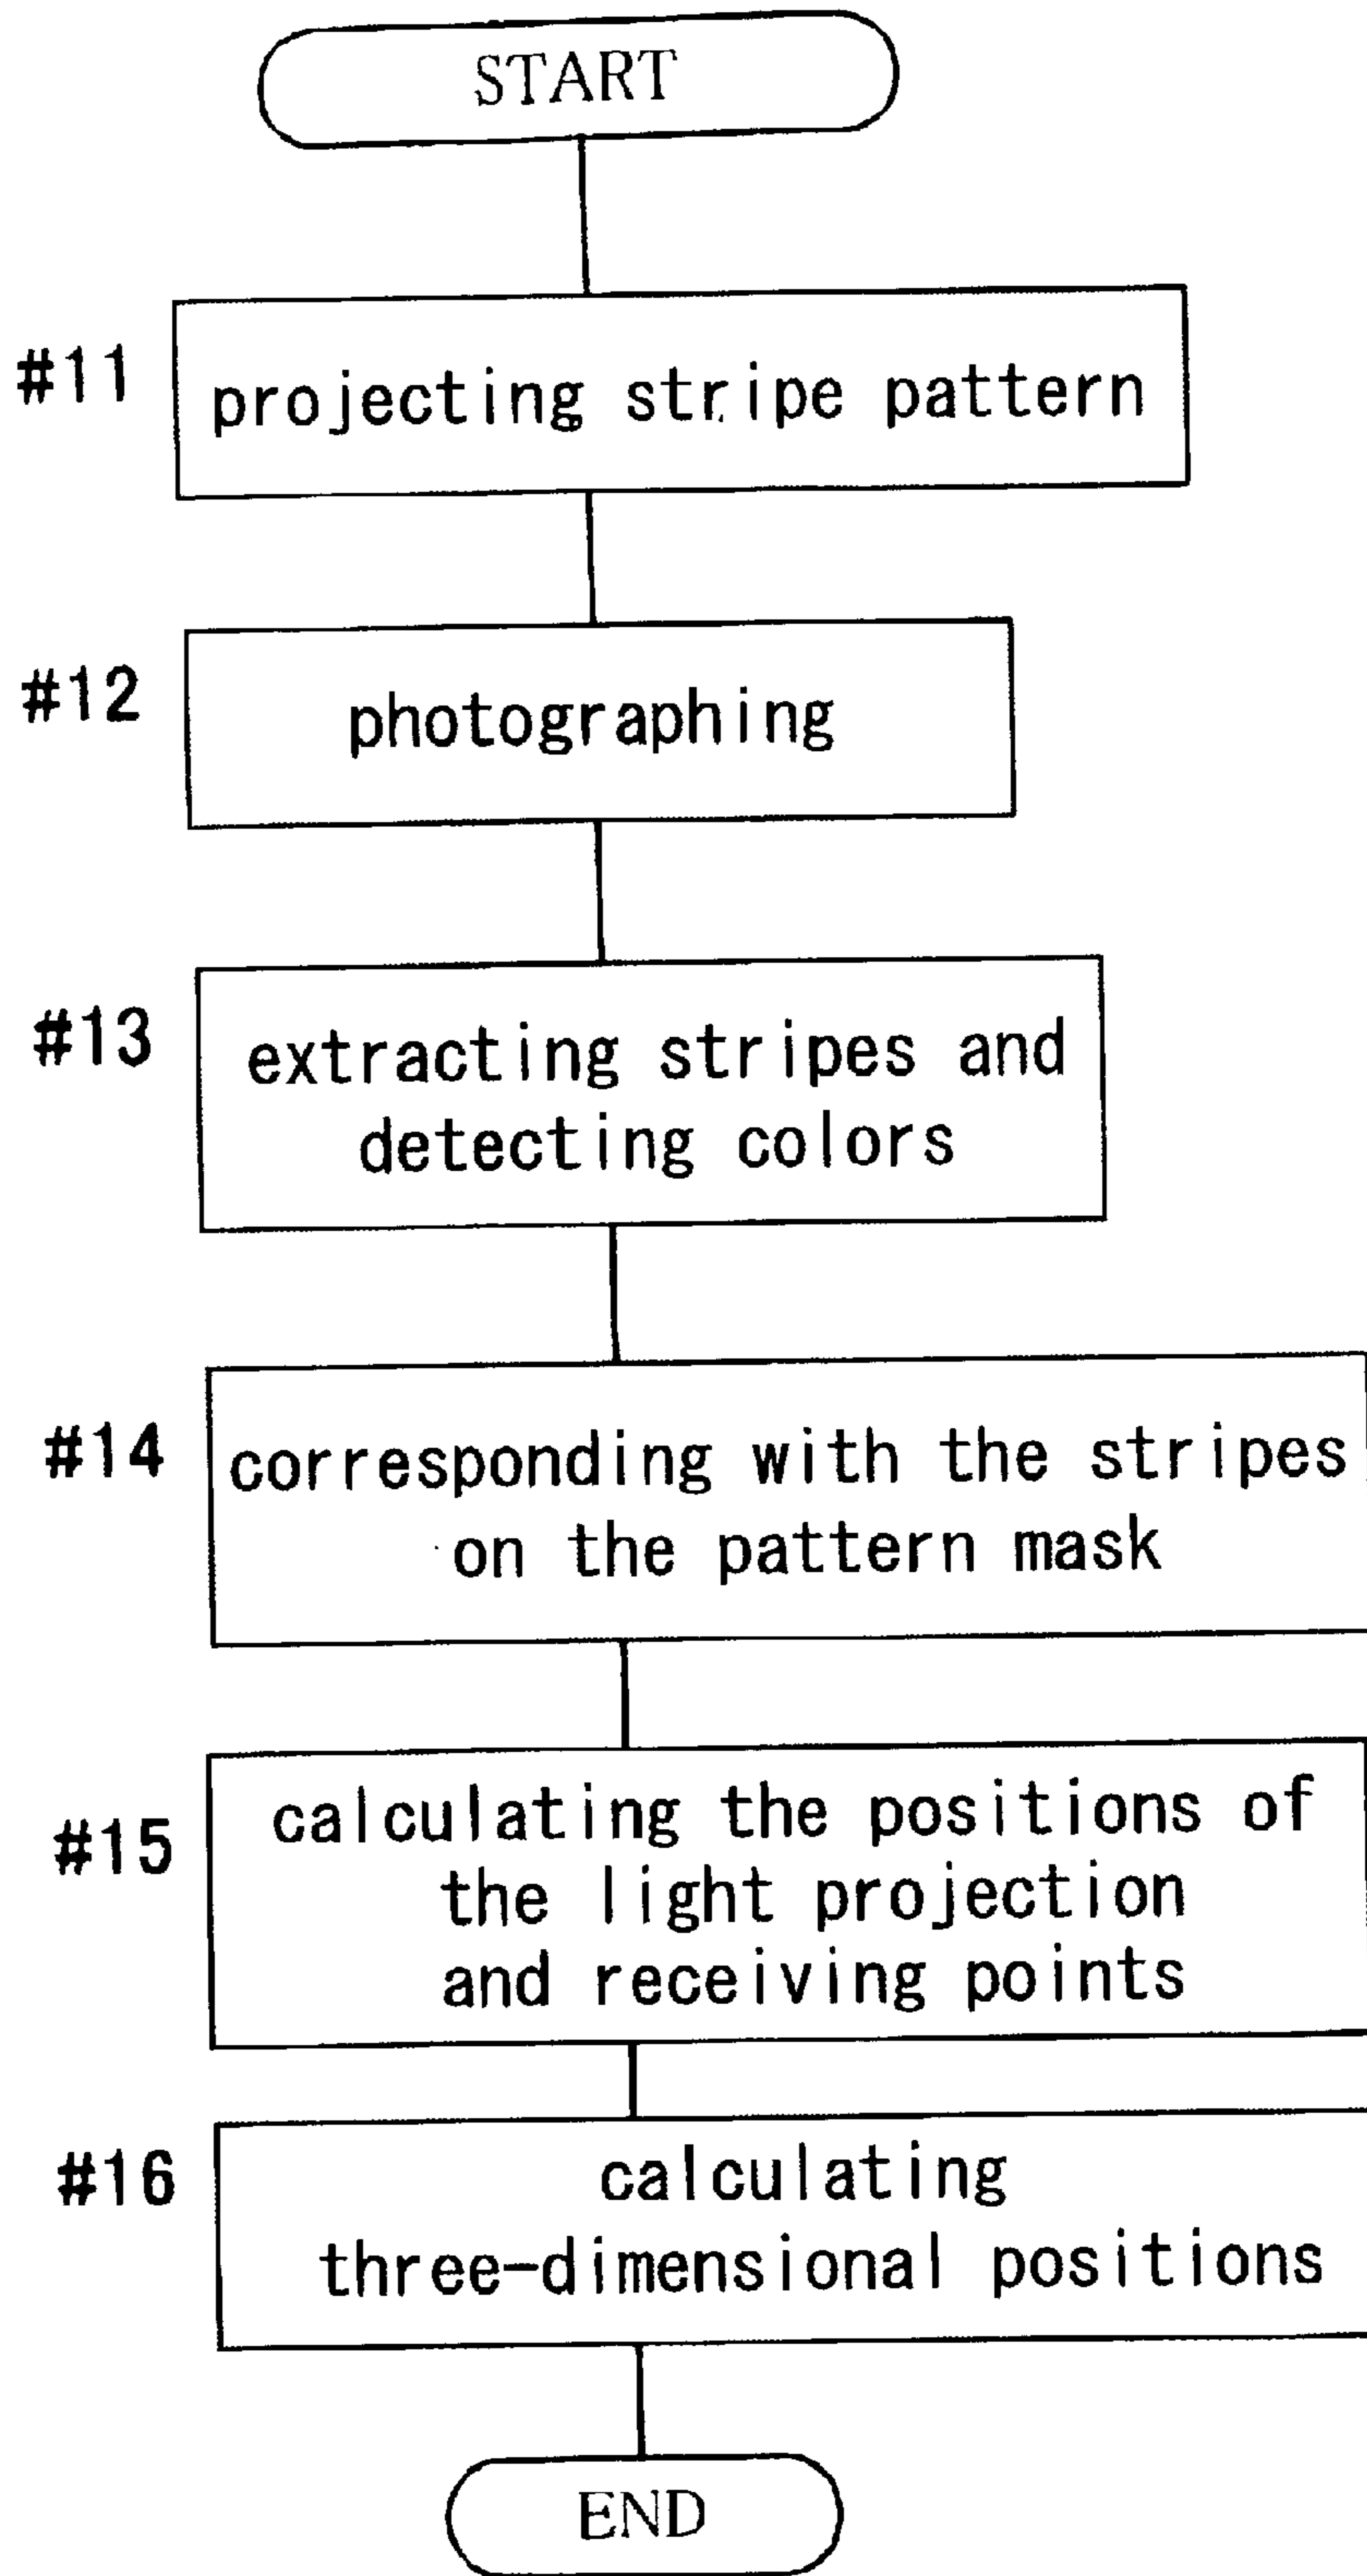 START
#11
projecting stripe pattern
#12
photographing
#13
extracting stripes and
detecting colors
#14
corresponding with the stripes
on the pattern mask
#15
calculating the positions of
the light projection
and receiving points
#16
calculating
three-dimensional positions
END